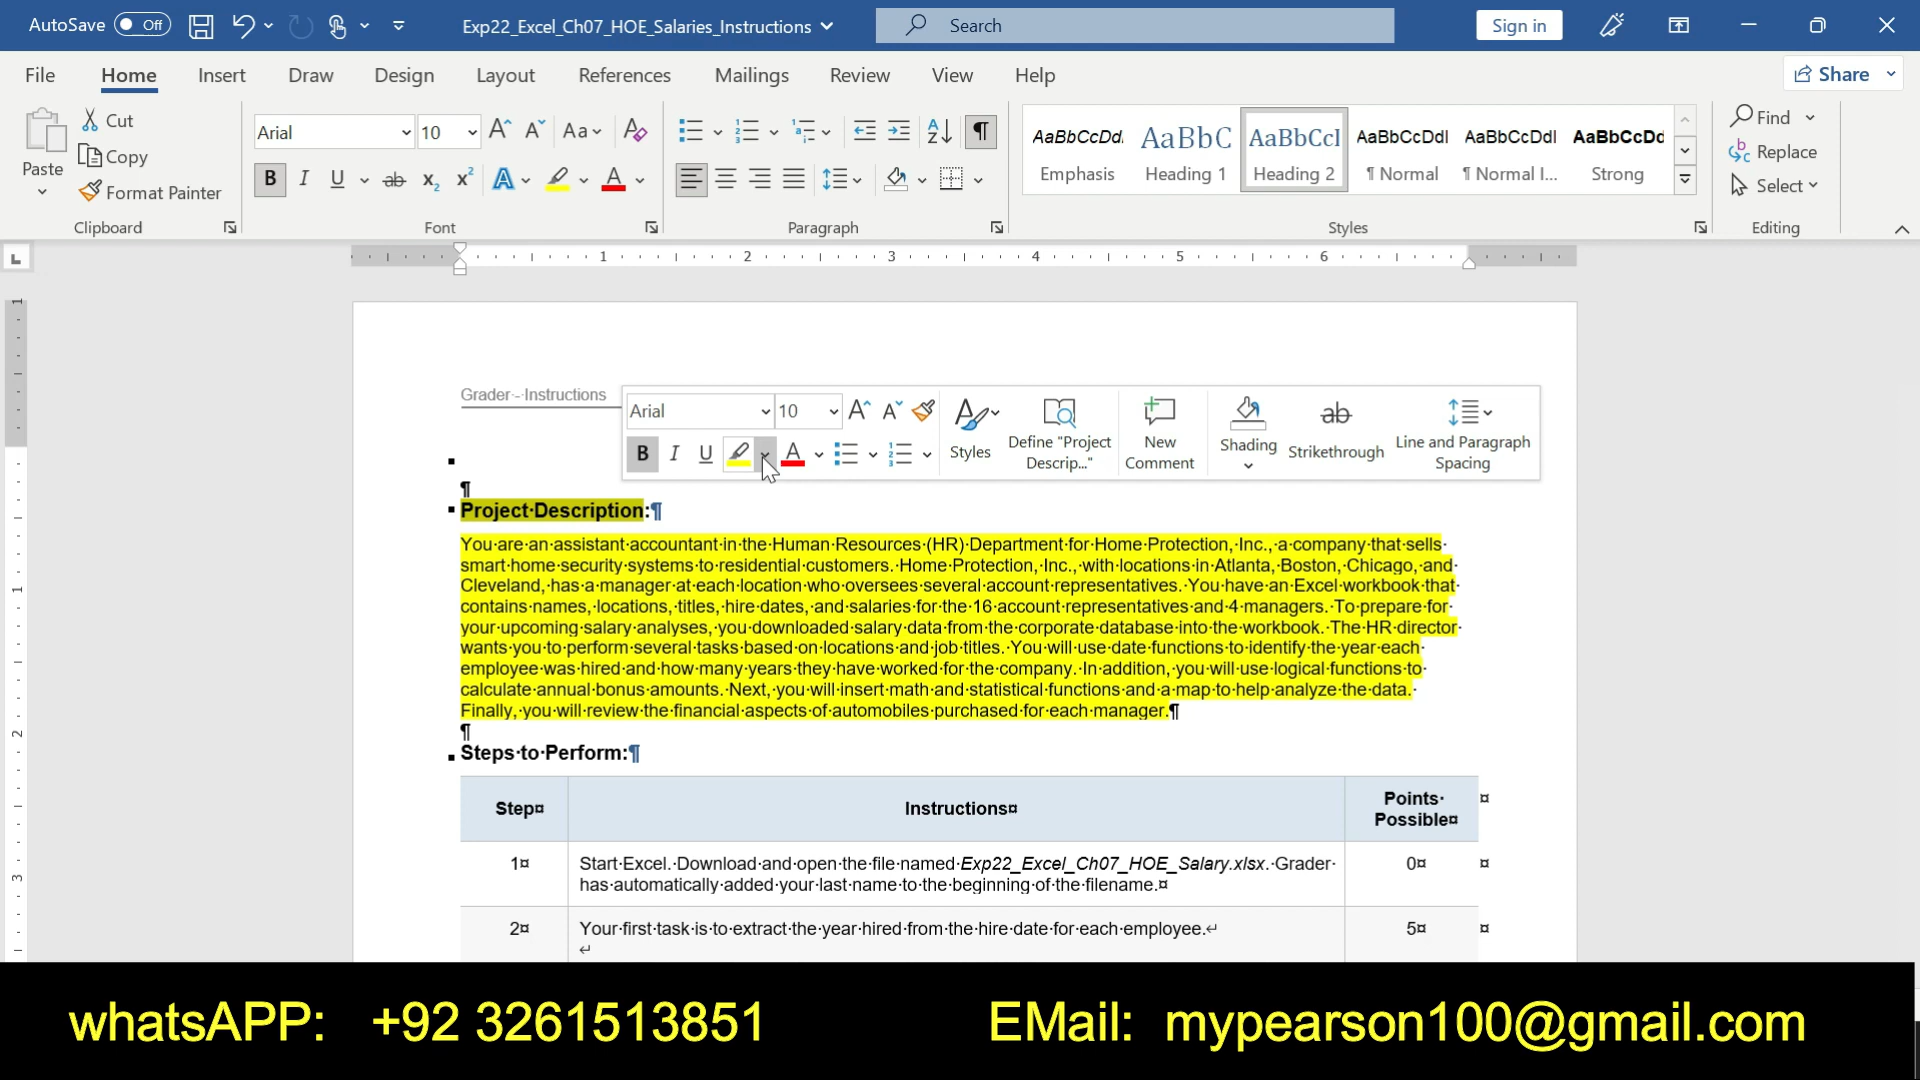 AutoSave Off Exp22_Excel_Ch07_HOE_Salaries_Instructions Search Sign in
File Home Insert Draw Design Layout References Mailings Review View Help Share
Paste Cut
Copy
Format Painter
Clipboard
Arial 10
Font
Paragraph
AaBbCcDd AaBbC AaBbCcI AaBbCcDdI AaBbCcDdI AaBbCcDd
Emphasis Heading 1 Heading 2 ¶ Normal ¶ Normal I... Strong
Styles
Find
Replace
Select
Editing
1 2 3 4 5 6
Grader - Instructions
Arial 10
Styles
Define "Project Descrip..."
New Comment
Shading
Strikethrough
Line and Paragraph Spacing
¶
Project·Description:¶
You·are·an·assistant·accountant·in·the·Human·Resources·(HR)·Department·for·Home·Protection,·Inc.,·a·company·that·sells·
smart·home·security·systems·to·residential·customers.·Home·Protection,·Inc.,·with·locations·in·Atlanta,·Boston,·Chicago,·and·
Cleveland,·has·a·manager·at·each·location·who·oversees·several·account·representatives.·You·have·an·Excel·workbook·that·
contains·names,·locations,·titles,·hire·dates,·and·salaries·for·the·16·account·representatives·and·4·managers.·To·prepare·for·
your·upcoming·salary·analyses,·you·downloaded·salary·data·from·the·corporate·database·into·the·workbook.·The·HR·director·
wants·you·to·perform·several·tasks·based·on·locations·and·job·titles.·You·will·use·date·functions·to·identify·the·year·each·
employee·was·hired·and·how·many·years·they·have·worked·for·the·company.·In·addition,·you·will·use·logical·functions·to·
calculate·annual·bonus·amounts.·Next,·you·will·insert·math·and·statistical·functions·and·a·map·to·help·analyze·the·data.·
Finally,·you·will·review·the·financial·aspects·of·automobiles·purchased·for·each·manager.¶
¶
Steps·to·Perform:¶
Step¤ Instructions¤ Points·
Possible¤ ¤
1¤ Start·Excel.·Download·and·open·the·file·named·Exp22_Excel_Ch07_HOE_Salary.xlsx.·Grader· 0¤ ¤
has·automatically·added·your·last·name·to·the·beginning·of·the·filename.¤
2¤ Your·first·task·is·to·extract·the·year·hired·from·the·hire·date·for·each·employee.↵ 5¤ ¤
↵
whatsAPP: +92 3261513851 EMail: mypearson100@gmail.com